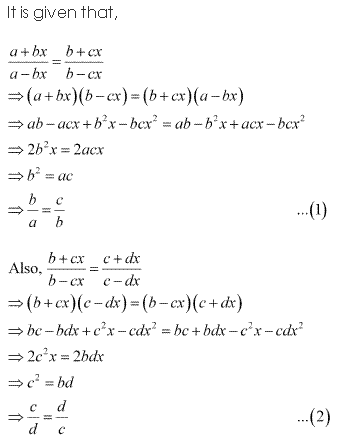 It is given that,
(a + bx)/(a − bx) = (b + cx)/(b − cx)
⇒ (a + bx)(b − cx) = (b + cx)(a − bx)
⇒ ab − acx + b²x − bcx² = ab − b²x + acx − bcx²
⇒ 2b²x = 2acx
⇒ b² = ac
⇒ b/a = c/b ...(1)
Also, (b + cx)/(b − cx) = (c + dx)/(c − dx)
⇒ (b + cx)(c − dx) = (b − cx)(c + dx)
⇒ bc − bdx + c²x − cdx² = bc + bdx − c²x − cdx²
⇒ 2c²x = 2bdx
⇒ c² = bd
⇒ c/d = d/c ...(2)